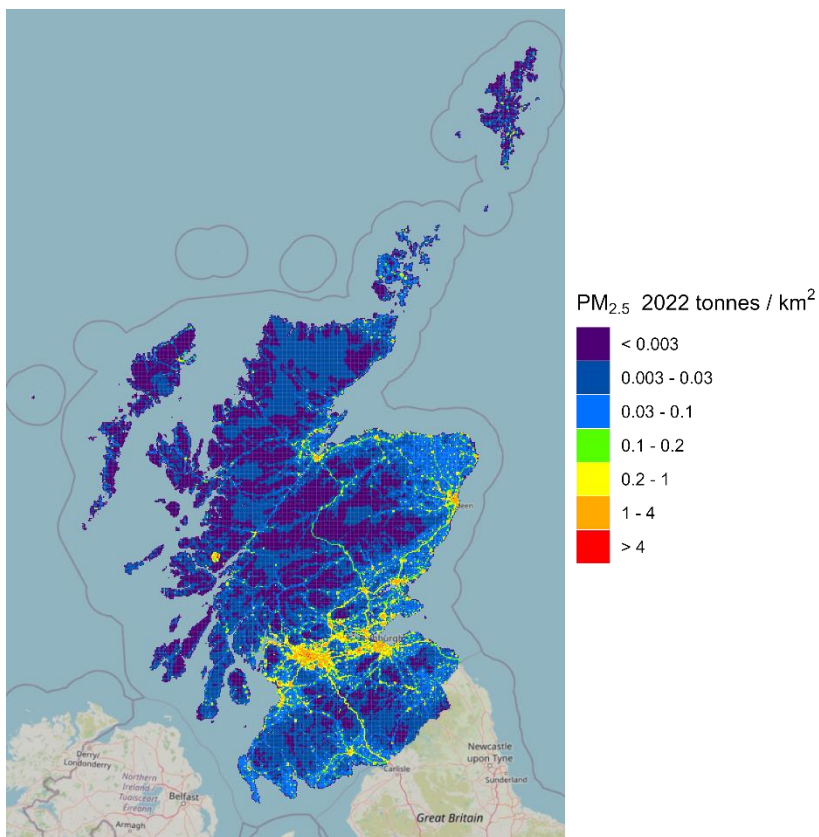 PM2.5 2022 tonnes / km2
< 0.003
0.003 - 0.03
0.03 - 0.1
0.1 - 0.2
0.2 - 1
1 - 4
> 4
Derry/
Londonderry
Northern
Ireland
Tuaisceart
Éireann
Belfast
Armagh
Carlisle
Newcastle
upon Tyne
Sunderland
Great Britain